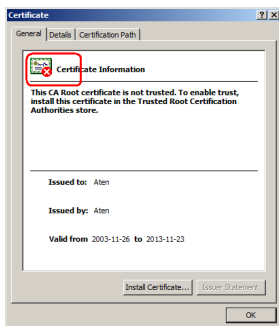 Certificate
General Details Certification Path
Certificate Information
This CA Root certificate is not trusted. To enable trust,
install this certificate in the Trusted Root Certification
Authorities store.
Issued to: Aten
Issued by: Aten
Valid from 2003-11-26 to 2013-11-23
Install Certificate... Issuer Statement
OK